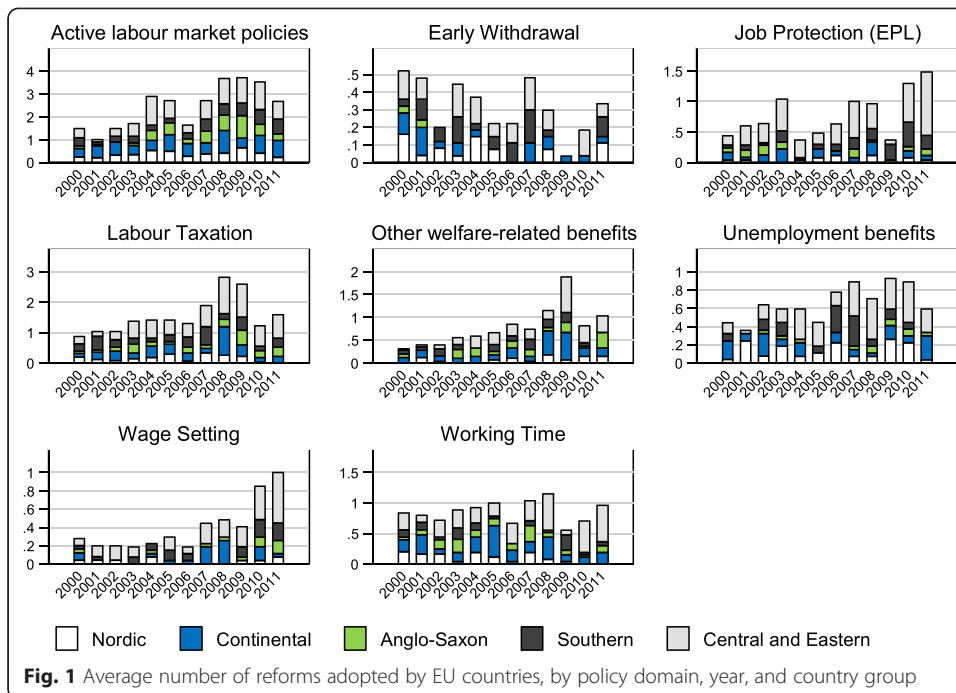 Active labour market policies
4
3
2
1
0
2000 2001 2002 2003 2004 2005 2006 2007 2008 2009 2010 2011
Early Withdrawal
.5
.4
.3
.2
.1
0
2000 2001 2002 2003 2004 2005 2006 2007 2008 2009 2010 2011
Job Protection (EPL)
1.5
1
.5
0
2000 2001 2002 2003 2004 2005 2006 2007 2008 2009 2010 2011
Labour Taxation
3
2
1
0
2000 2001 2002 2003 2004 2005 2006 2007 2008 2009 2010 2011
Other welfare-related benefits
2
1.5
1
.5
0
2000 2001 2002 2003 2004 2005 2006 2007 2008 2009 2010 2011
Unemployment benefits
1
.8
.6
.4
.2
0
2000 2001 2002 2003 2004 2005 2006 2007 2008 2009 2010 2011
Wage Setting
1
.8
.6
.4
.2
0
2000 2001 2002 2003 2004 2005 2006 2007 2008 2009 2010 2011
Working Time
1.5
1
.5
0
2000 2001 2002 2003 2004 2005 2006 2007 2008 2009 2010 2011
Nordic Continental Anglo-Saxon Southern Central and Eastern
Fig. 1 Average number of reforms adopted by EU countries, by policy domain, year, and country group